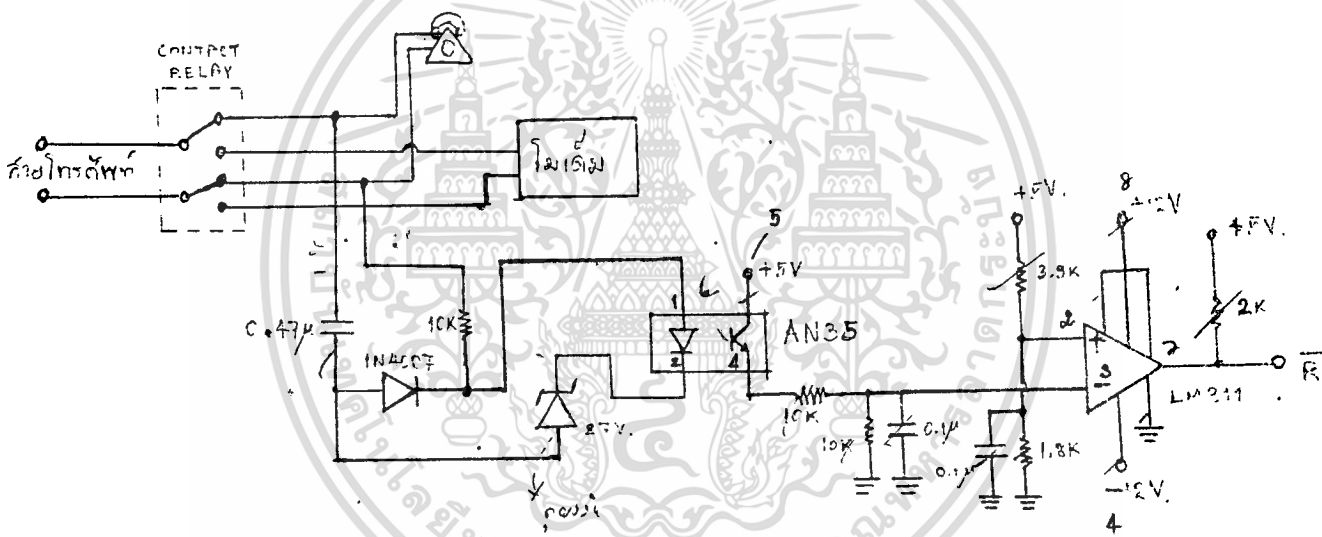 CONTACT
RELAY
C
สายโทรศัพท์
โมเด็ม
0.47μ
10K
1N4007
27V.
1
2
6
5
+5V
4
AN35
10K
10K
0.1μ
+5V.
3.9K
0.1μ
1.8K
8
+12V
2
+
3
-
7
LM311
-12V.
4
+5V.
2K
R